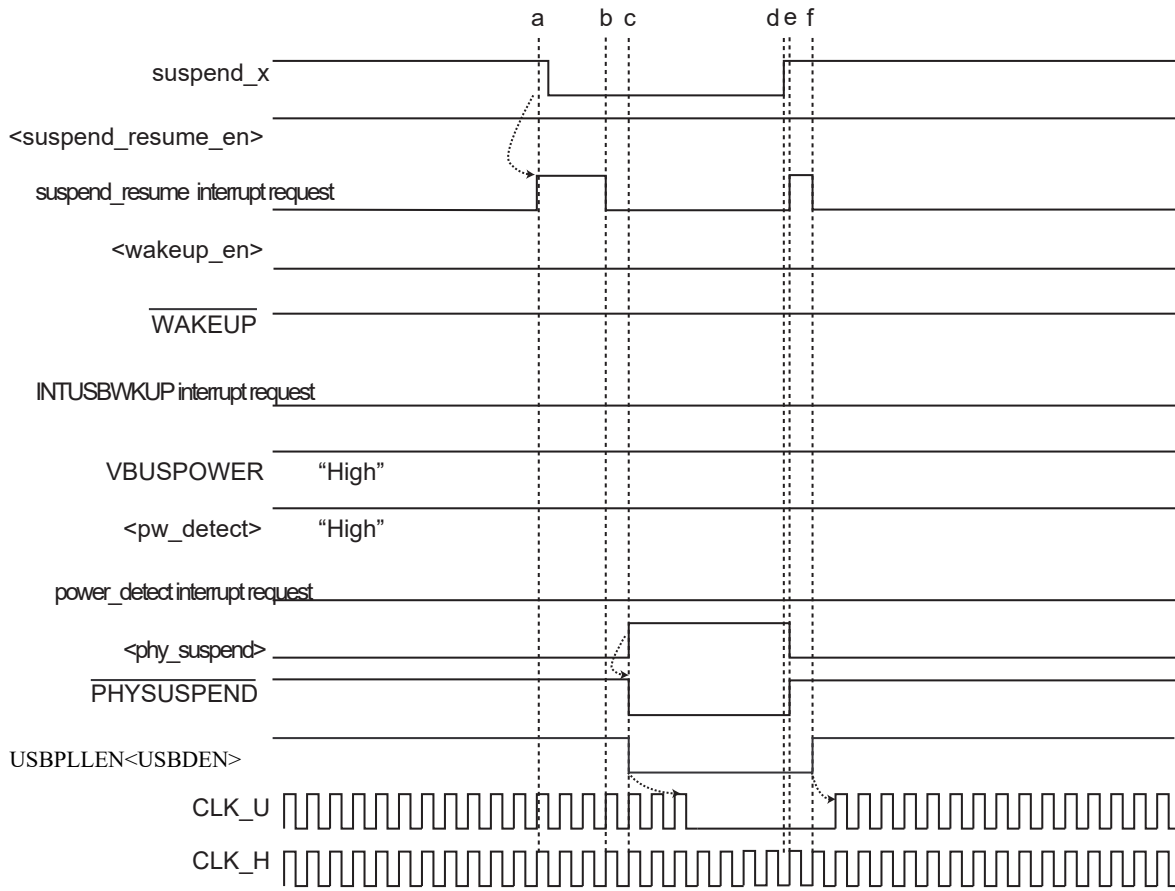 a b c d e f
suspend_x
<suspend_resume_en>
suspend_resume interrupt request
<wakeup_en>
WAKEUP
INTUSBWKUP interrupt request
VBUSPOWER “High”
<pw_detect> “High”
power_detect interrupt request
<phy_suspend>
PHYSUSPEND
USBPLLEN<USBDEN>
CLK_U
CLK_H